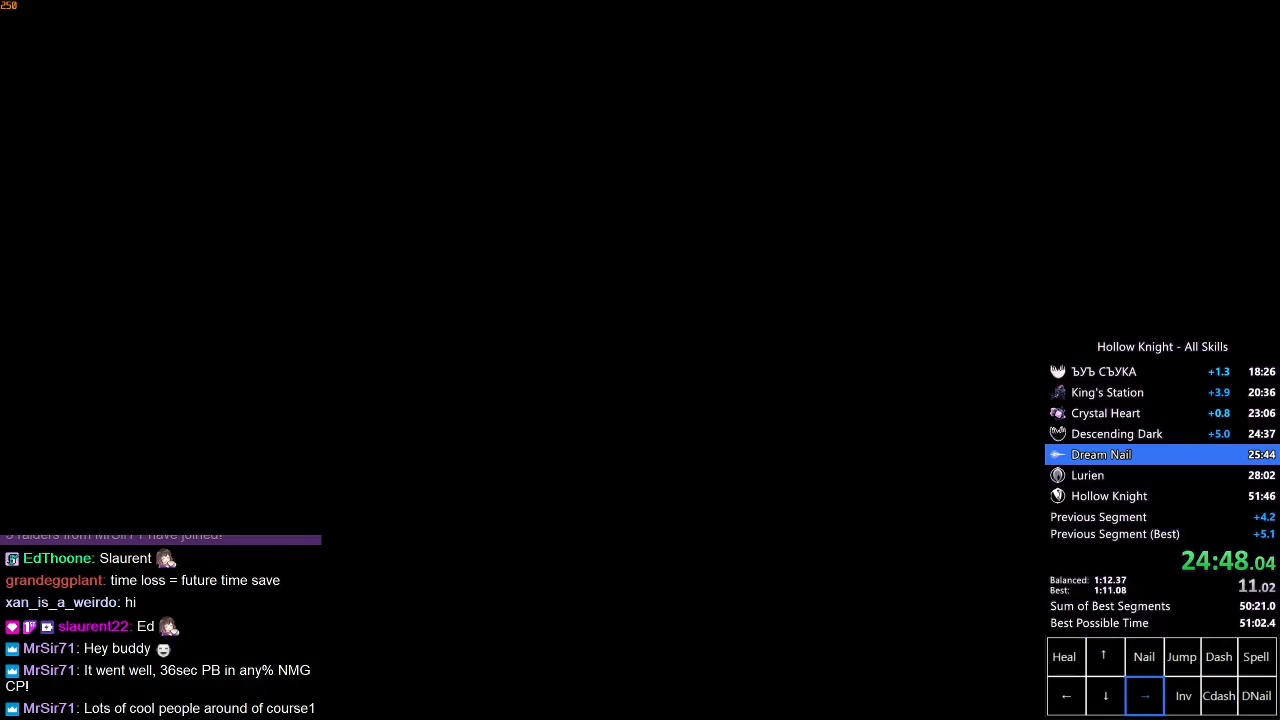 250
Hollow Knight - All Skills
ЪУЪ СЪУКА +1.3 18:26
King's Station +3.9 20:36
Crystal Heart +0.8 23:06
Descending Dark +5.0 24:37
Dream Nail 25:44
Lurien 28:02
Hollow Knight 51:46
Previous Segment +4.2
Previous Segment (Best) +5.1
24:48.04
Balanced: 1:12.37
Best: 1:11.08
11.02
Sum of Best Segments 50:21.0
Best Possible Time 51:02.4
Heal ↑ Nail Jump Dash Spell
← ↓ → Inv Cdash DNail
raiders from MrSir71 have joined!
EdThoone: Slaurent
grandeggplant: time loss = future time save
xan_is_a_weirdo: hi
slaurent22: Ed
MrSir71: Hey buddy
MrSir71: It went well, 36sec PB in any% NMG
CP!
MrSir71: Lots of cool people around of course1